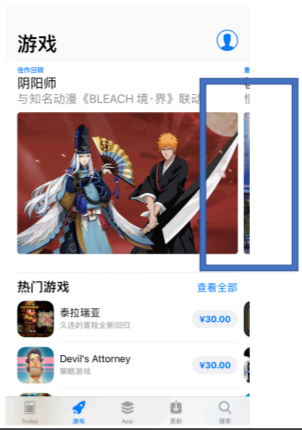 游戏
佳作回顾
阴阳师
与知名动漫《BLEACH 境·界》联动
热门游戏
查看全部
泰拉瑞亚
久违的冒险全新回归
¥30.00
Devil's Attorney
策略游戏
¥30.00
Today
游戏
App
更新
搜索